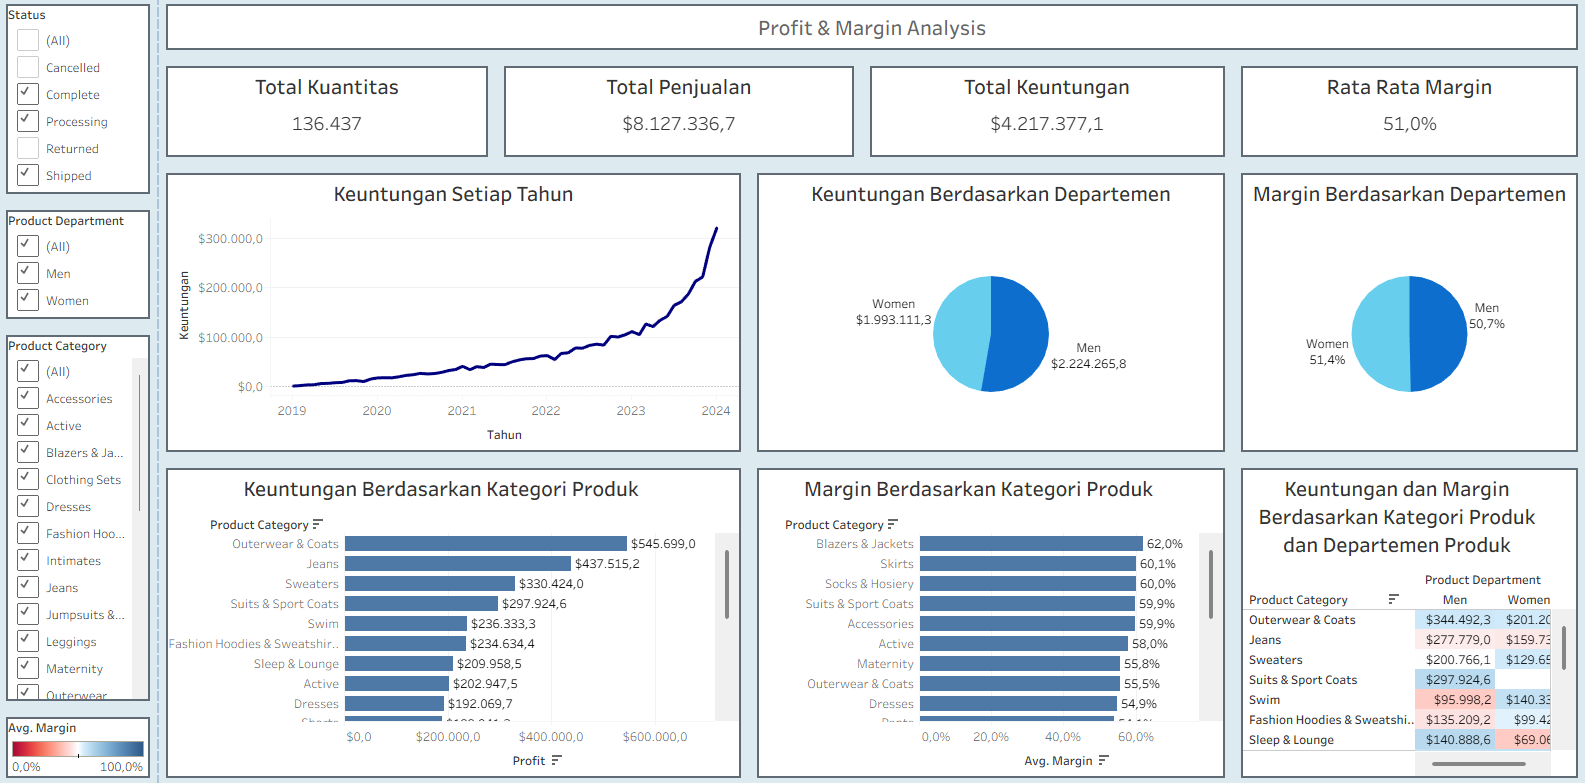 Status
(All)
Cancelled
Complete
Processing
Returned
Shipped
Product Department
(All)
Men
Women
Product Category
(All)
Accessories
Active
Blazers & Ja...
Clothing Sets
Dresses
Fashion Hoo...
Intimates
Jeans
Jumpsuits &...
Leggings
Maternity
Outerwear
Avg. Margin
0,0% 100,0%
Profit & Margin Analysis
Total Kuantitas
136.437
Total Penjualan
$8.127.336,7
Total Keuntungan
$4.217.377,1
Rata Rata Margin
51,0%
Keuntungan Setiap Tahun
Keuntungan
$300.000,0
$200.000,0
$100.000,0
$0,0
2019 2020 2021 2022 2023 2024
Tahun
Keuntungan Berdasarkan Departemen
Women
$1.993.111,3
Men
$2.224.265,8
Margin Berdasarkan Departemen
Men
50,7%
Women
51,4%
Keuntungan Berdasarkan Kategori Produk
Product Category
Outerwear & Coats $545.699,0
Jeans $437.515,2
Sweaters $330.424,0
Suits & Sport Coats $297.924,6
Swim $236.333,3
Fashion Hoodies & Sweatshir.. $234.634,4
Sleep & Lounge $209.958,5
Active $202.947,5
Dresses $192.069,7
$0,0 $200.000,0 $400.000,0 $600.000,0
Profit
Margin Berdasarkan Kategori Produk
Product Category
Blazers & Jackets 62,0%
Skirts 60,1%
Socks & Hosiery 60,0%
Suits & Sport Coats 59,9%
Accessories 59,9%
Active 58,0%
Maternity 55,8%
Outerwear & Coats 55,5%
Dresses 54,9%
0,0% 20,0% 40,0% 60,0%
Avg. Margin
Keuntungan dan Margin
Berdasarkan Kategori Produk
dan Departemen Produk
Product Department
Product Category Men Women
Outerwear & Coats $344.492,3 $201.20
Jeans $277.779,0 $159.73
Sweaters $200.766,1 $129.65
Suits & Sport Coats $297.924,6
Swim $95.998,2 $140.33
Fashion Hoodies & Sweatshi.. $135.209,2 $99.42
Sleep & Lounge $140.888,6 $69.06